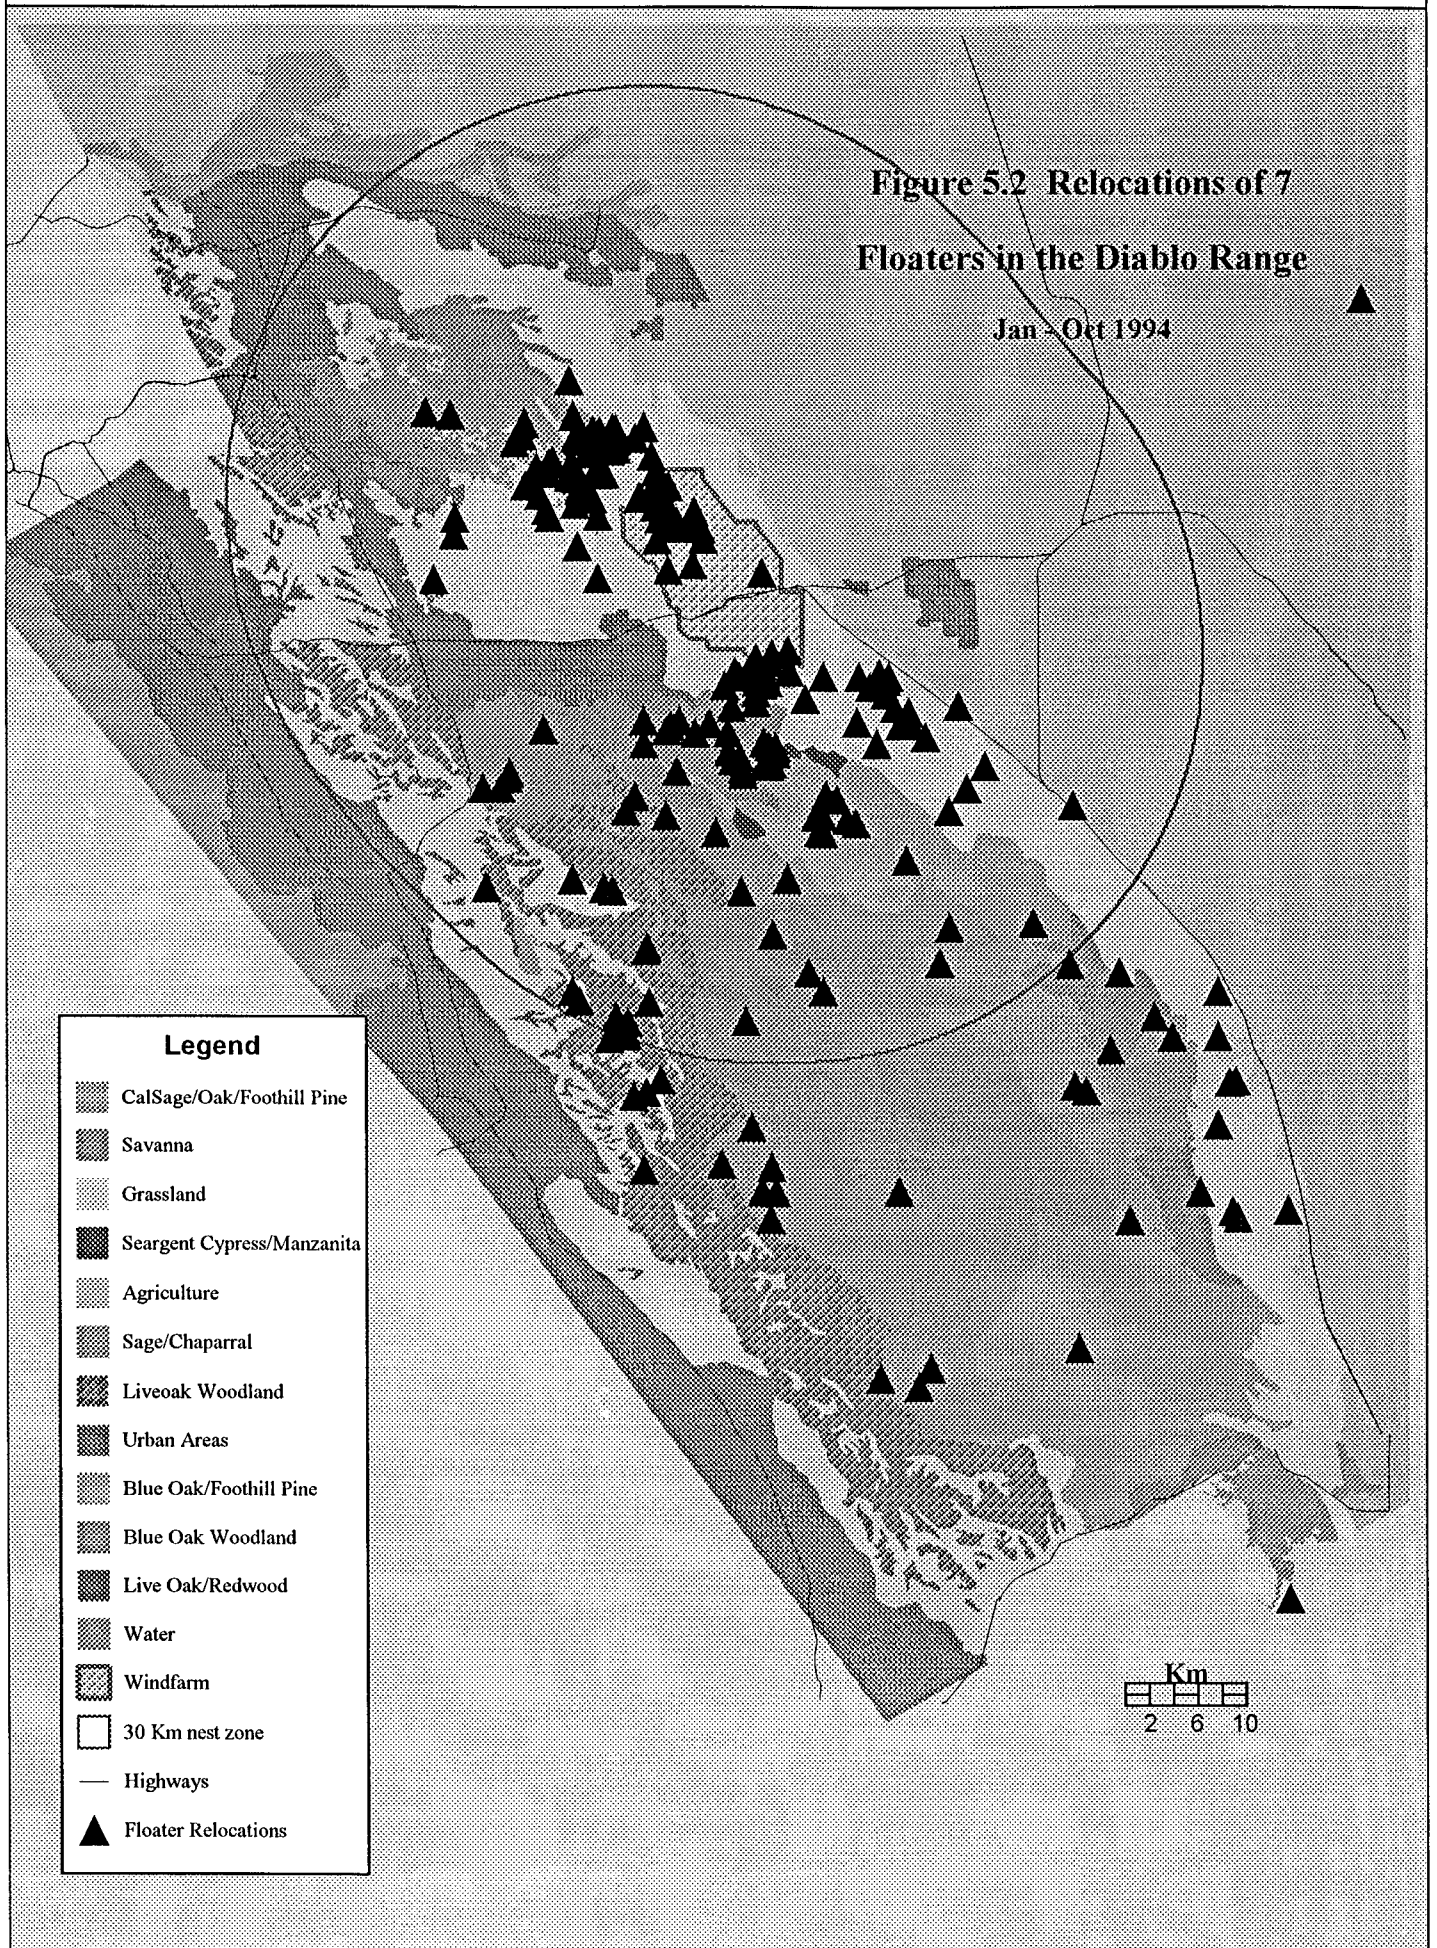 Figure 5.2 Relocations of 7
Floaters in the Diablo Range
Jan - Oct 1994
Legend
CalSage/Oak/Foothill Pine
Savanna
Grassland
Seargent Cypress/Manzanita
Agriculture
Sage/Chaparral
Liveoak Woodland
Urban Areas
Blue Oak/Foothill Pine
Blue Oak Woodland
Live Oak/Redwood
Water
Windfarm
30 Km nest zone
Highways
Floater Relocations
Km
2 6 10